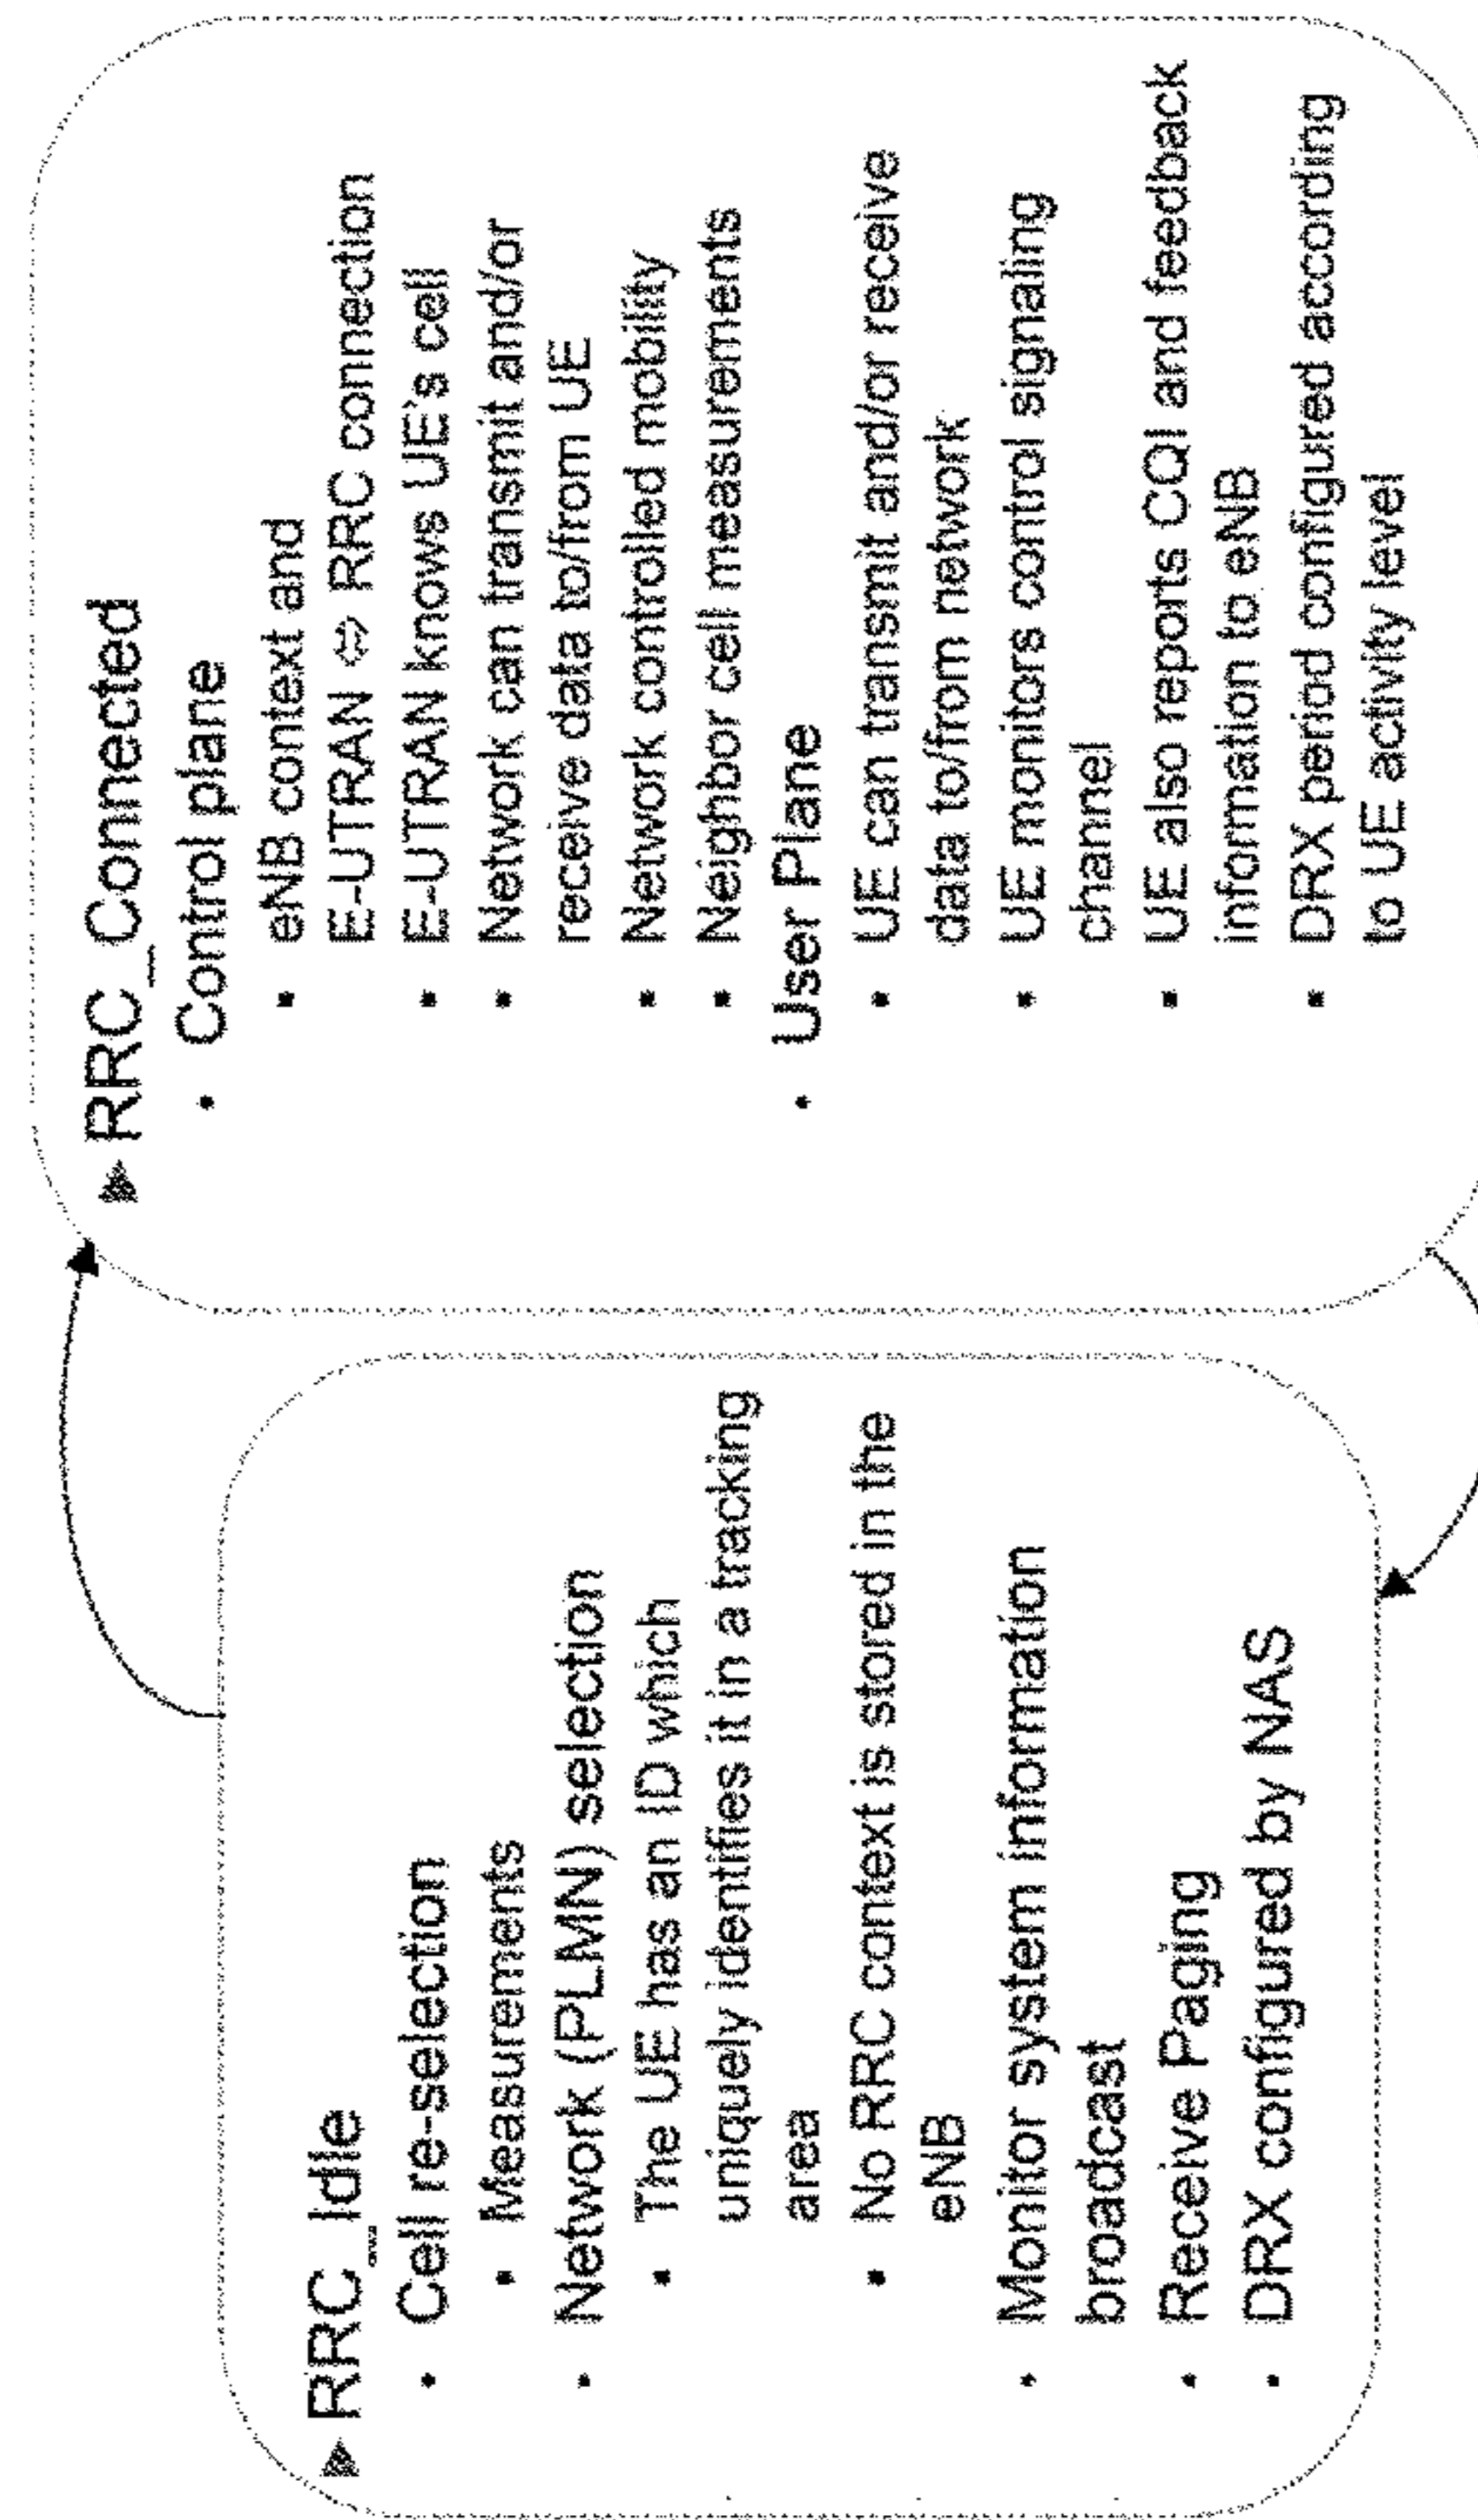 ▶ RRC_Idle
• Cell re-selection
▪ Measurements
• Network (PLMN) selection
▪ The UE has an ID which
uniquely identifies it in a tracking
area
▪ No RRC context is stored in the
eNB
• Monitor system information
broadcast
• Receive Paging
• DRX configured by NAS
▶ RRC_Connected
• Control plane
▪ eNB context and
E-UTRAN ⇔ RRC connection
▪ E-UTRAN knows UE's cell
▪ Network can transmit and/or
receive data to/from UE
▪ Network controlled mobility
▪ Neighbor cell measurements
• User Plane
▪ UE can transmit and/or receive
data to/from network
▪ UE monitors control signaling
channel
▪ UE also reports CQI and feedback
information to eNB
▪ DRX period configured according
to UE activity level